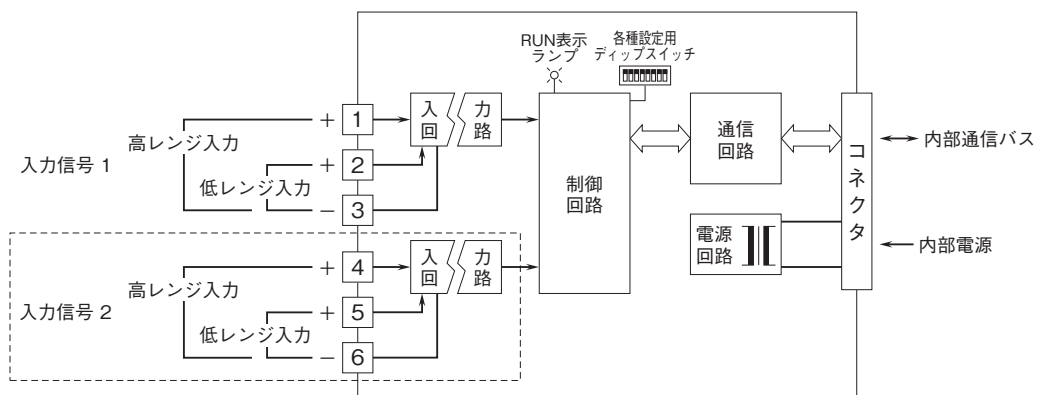 RUN表示
ランプ
各種設定用
ディップスイッチ
入力信号 1
高レンジ入力
低レンジ入力
+ 1
+ 2
− 3
入力
回路
制御
回路
通信
回路
電源
回路
コネクタ
内部通信バス
内部電源
入力信号 2
高レンジ入力
低レンジ入力
+ 4
+ 5
− 6
入力
回路